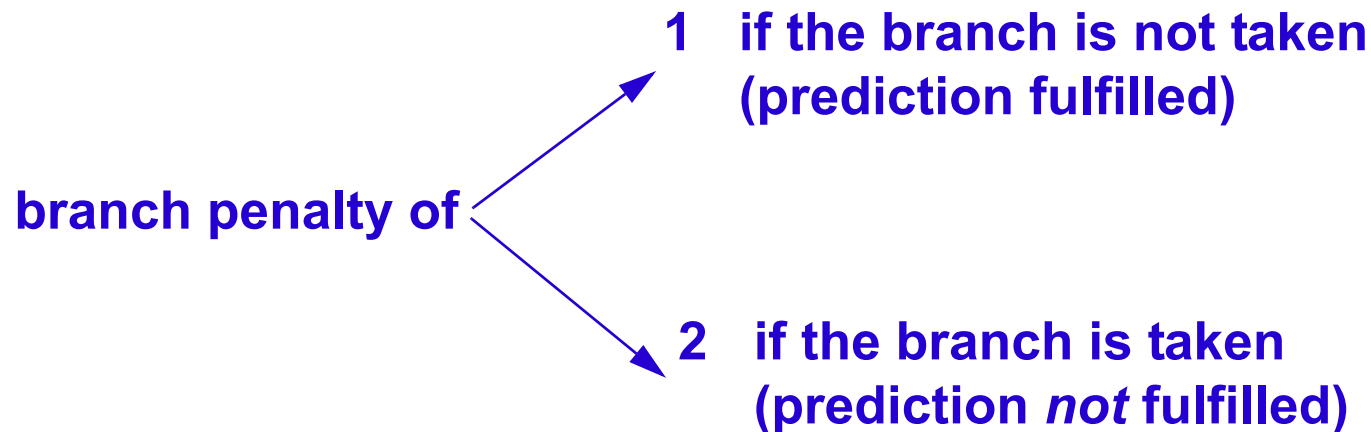 1 if the branch is not taken
(prediction fulfilled)
branch penalty of
2 if the branch is taken
(prediction not fulfilled)